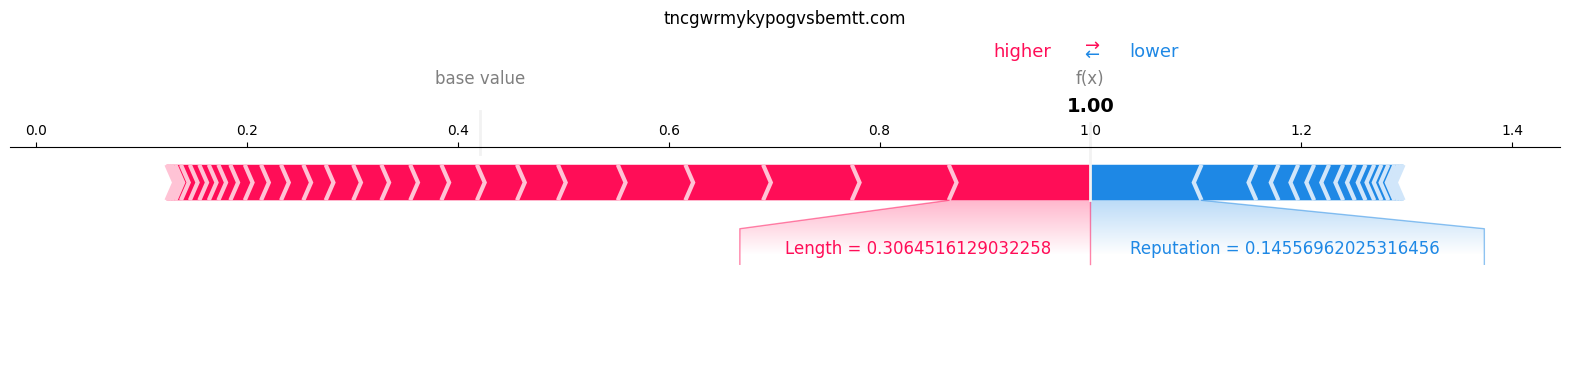 tncgwrmykypogvsbemtt.com
higher → ← lower
base value f(x)
1.00
0.0 0.2 0.4 0.6 0.8 1.0 1.2 1.4
Length = 0.3064516129032258 Reputation = 0.14556962025316456